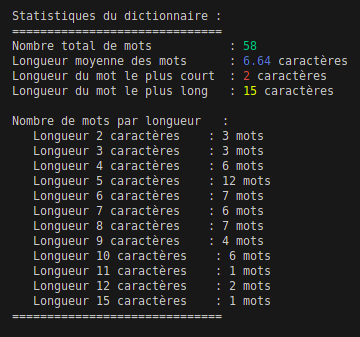 Statistiques du dictionnaire :
==============================
Nombre total de mots           : 58
Longueur moyenne des mots      : 6.64 caractères
Longueur du mot le plus court  : 2 caractères
Longueur du mot le plus long   : 15 caractères

Nombre de mots par longueur   :
   Longueur 2 caractères    : 3 mots
   Longueur 3 caractères    : 3 mots
   Longueur 4 caractères    : 6 mots
   Longueur 5 caractères    : 12 mots
   Longueur 6 caractères    : 7 mots
   Longueur 7 caractères    : 6 mots
   Longueur 8 caractères    : 7 mots
   Longueur 9 caractères    : 4 mots
   Longueur 10 caractères    : 6 mots
   Longueur 11 caractères    : 1 mots
   Longueur 12 caractères    : 2 mots
   Longueur 15 caractères    : 1 mots
==============================